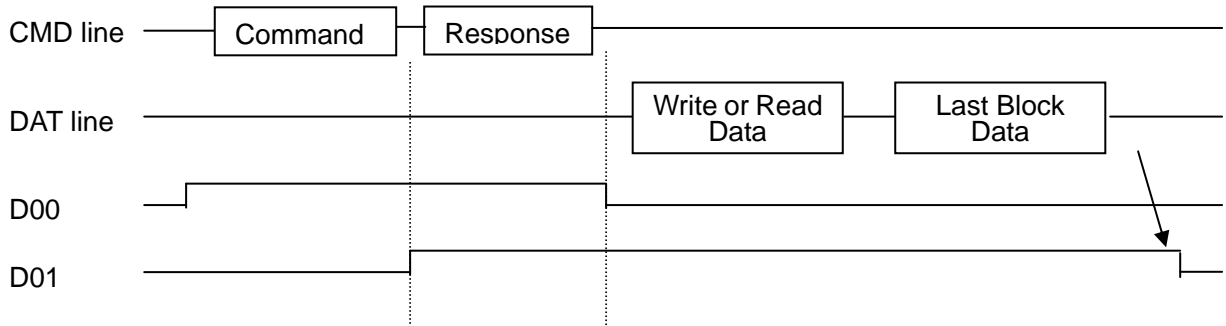 CMD line
Command
Response
DAT line
Write or Read
Data
Last Block
Data
D00
D01